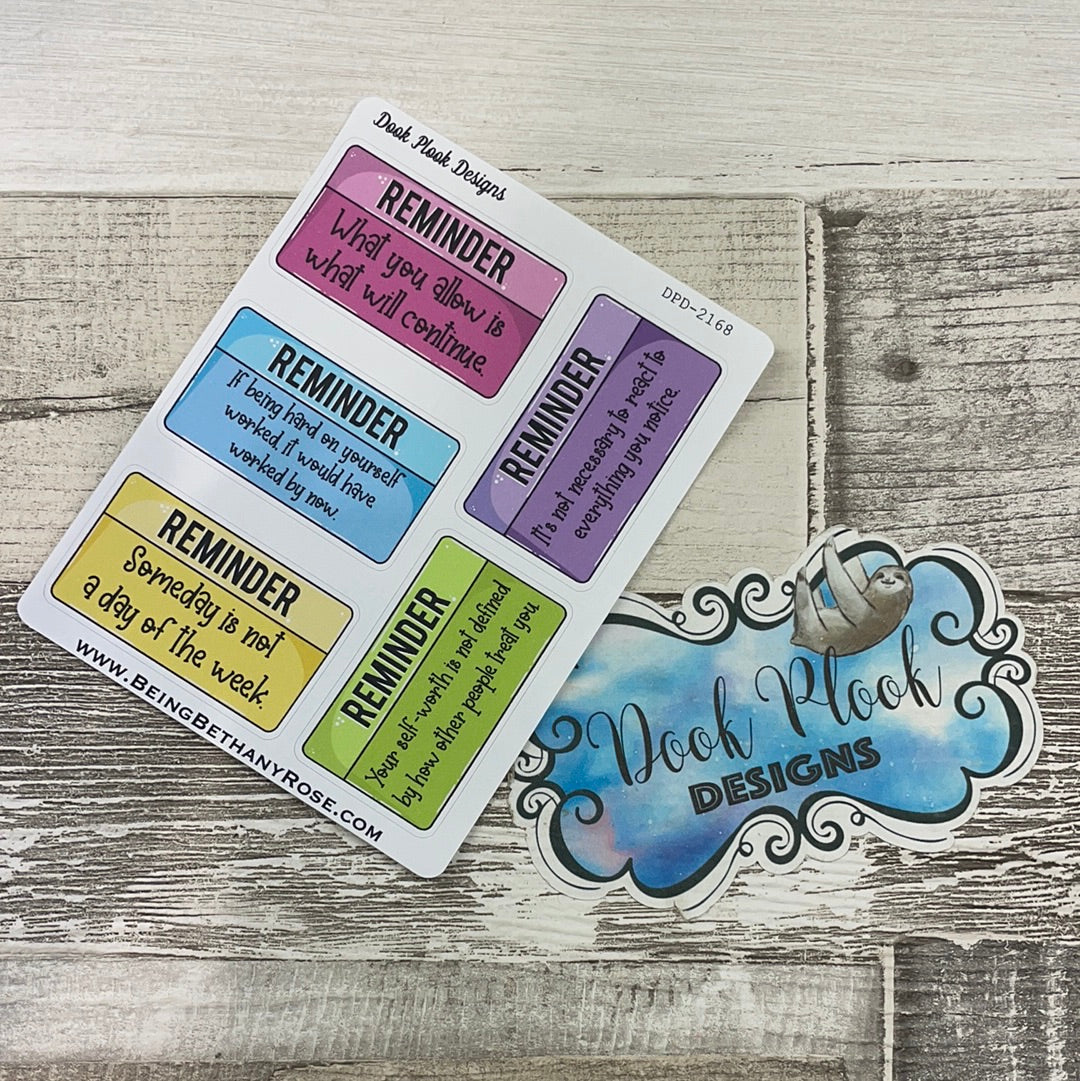 Dook Plook Designs
DPD-2168
REMINDER
What you allow is
what will continue.
REMINDER
It's not necessary to react to
everything you notice.
REMINDER
If being hard on yourself
worked, it would have
worked by now.
REMINDER
Someday is not
a day of the week.
REMINDER
Your self-worth is not defined
by how other people treat you
www.BeingBethanyRose.com
Dook Plook
DESIGNS